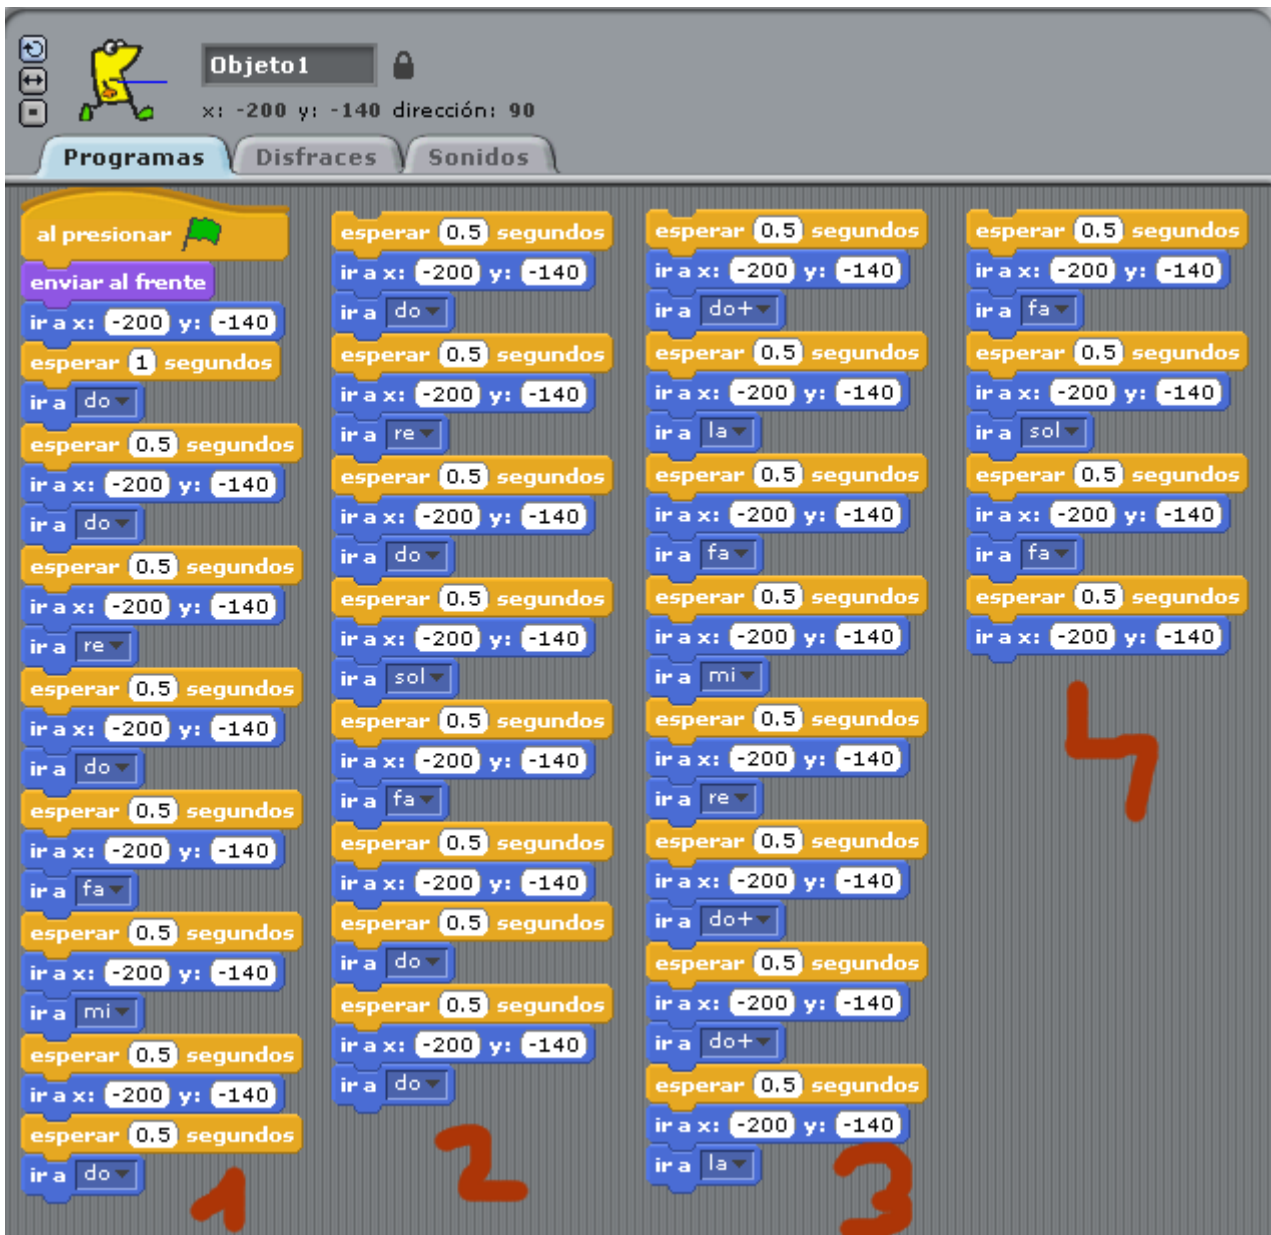 Objeto1
x: -200 y: -140 dirección: 90
Programas Disfraces Sonidos
al presionar
enviar al frente
ir a x: -200 y: -140
esperar 1 segundos
ir a do
esperar 0.5 segundos
ir a x: -200 y: -140
ir a do
esperar 0.5 segundos
ir a x: -200 y: -140
ir a re
esperar 0.5 segundos
ir a x: -200 y: -140
ir a do
esperar 0.5 segundos
ir a x: -200 y: -140
ir a fa
esperar 0.5 segundos
ir a x: -200 y: -140
ir a mi
esperar 0.5 segundos
ir a x: -200 y: -140
esperar 0.5 segundos
ir a do
1
esperar 0.5 segundos
ir a x: -200 y: -140
ir a do
esperar 0.5 segundos
ir a x: -200 y: -140
ir a re
esperar 0.5 segundos
ir a x: -200 y: -140
ir a do
esperar 0.5 segundos
ir a x: -200 y: -140
ir a sol
esperar 0.5 segundos
ir a x: -200 y: -140
ir a fa
esperar 0.5 segundos
ir a x: -200 y: -140
esperar 0.5 segundos
ir a do
esperar 0.5 segundos
ir a x: -200 y: -140
ir a do
2
esperar 0.5 segundos
ir a x: -200 y: -140
ir a do+
esperar 0.5 segundos
ir a x: -200 y: -140
ir a la
esperar 0.5 segundos
ir a x: -200 y: -140
ir a fa
esperar 0.5 segundos
ir a x: -200 y: -140
ir a mi
esperar 0.5 segundos
ir a x: -200 y: -140
ir a re
esperar 0.5 segundos
ir a x: -200 y: -140
ir a do+
esperar 0.5 segundos
ir a x: -200 y: -140
ir a do+
esperar 0.5 segundos
ir a x: -200 y: -140
ir a la
3
esperar 0.5 segundos
ir a x: -200 y: -140
ir a fa
esperar 0.5 segundos
ir a x: -200 y: -140
ir a sol
esperar 0.5 segundos
ir a x: -200 y: -140
ir a fa
esperar 0.5 segundos
ir a x: -200 y: -140
4